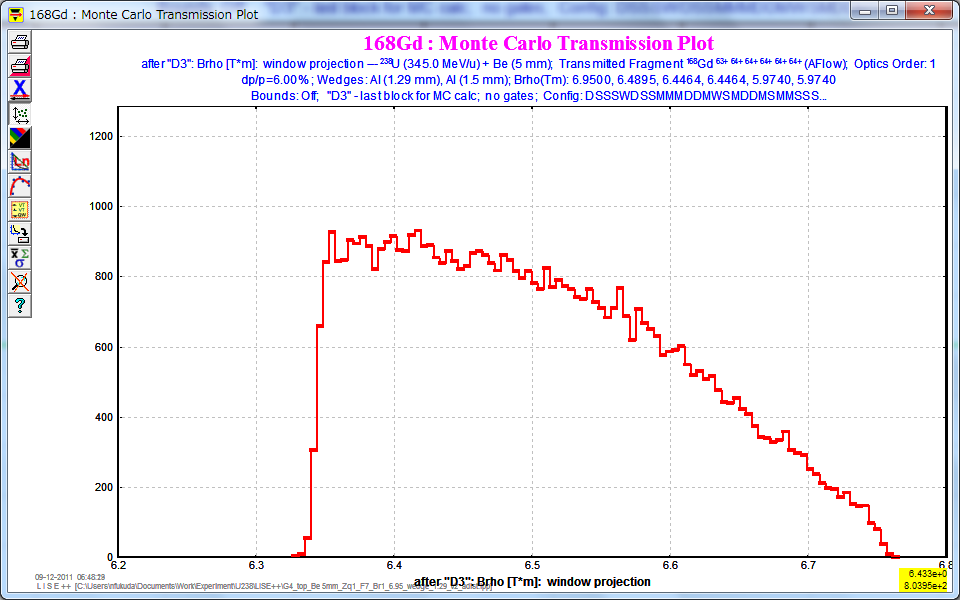 168Gd : Monte Carlo Transmission Plot
168Gd : Monte Carlo Transmission Plot
after "D3": Brho [T*m]: window projection --- 238U (345.0 MeV/u) + Be (5 mm); Transmitted Fragment 168Gd 63+ 64+ 64+ 64+ 64+ 64+ (AFlow); Optics Order: 1
dp/p=6.00% ; Wedges: Al (1.29 mm), Al (1.5 mm); Brho(Tm): 6.9500, 6.4895, 6.4464, 6.4464, 5.9740, 5.9740
Bounds: Off; "D3" - last block for MC calc; no gates; Config: DSSSWDSSMMMDDMWSMDDMSMMSSS...
1200
1000
800
600
400
200
0
6.2
6.3
6.4
6.5
6.6
6.7
6.8
09-12-2011 06:48:29
after "D3": Brho [T*m]: window projection
6.433e+0
8.0395e+2